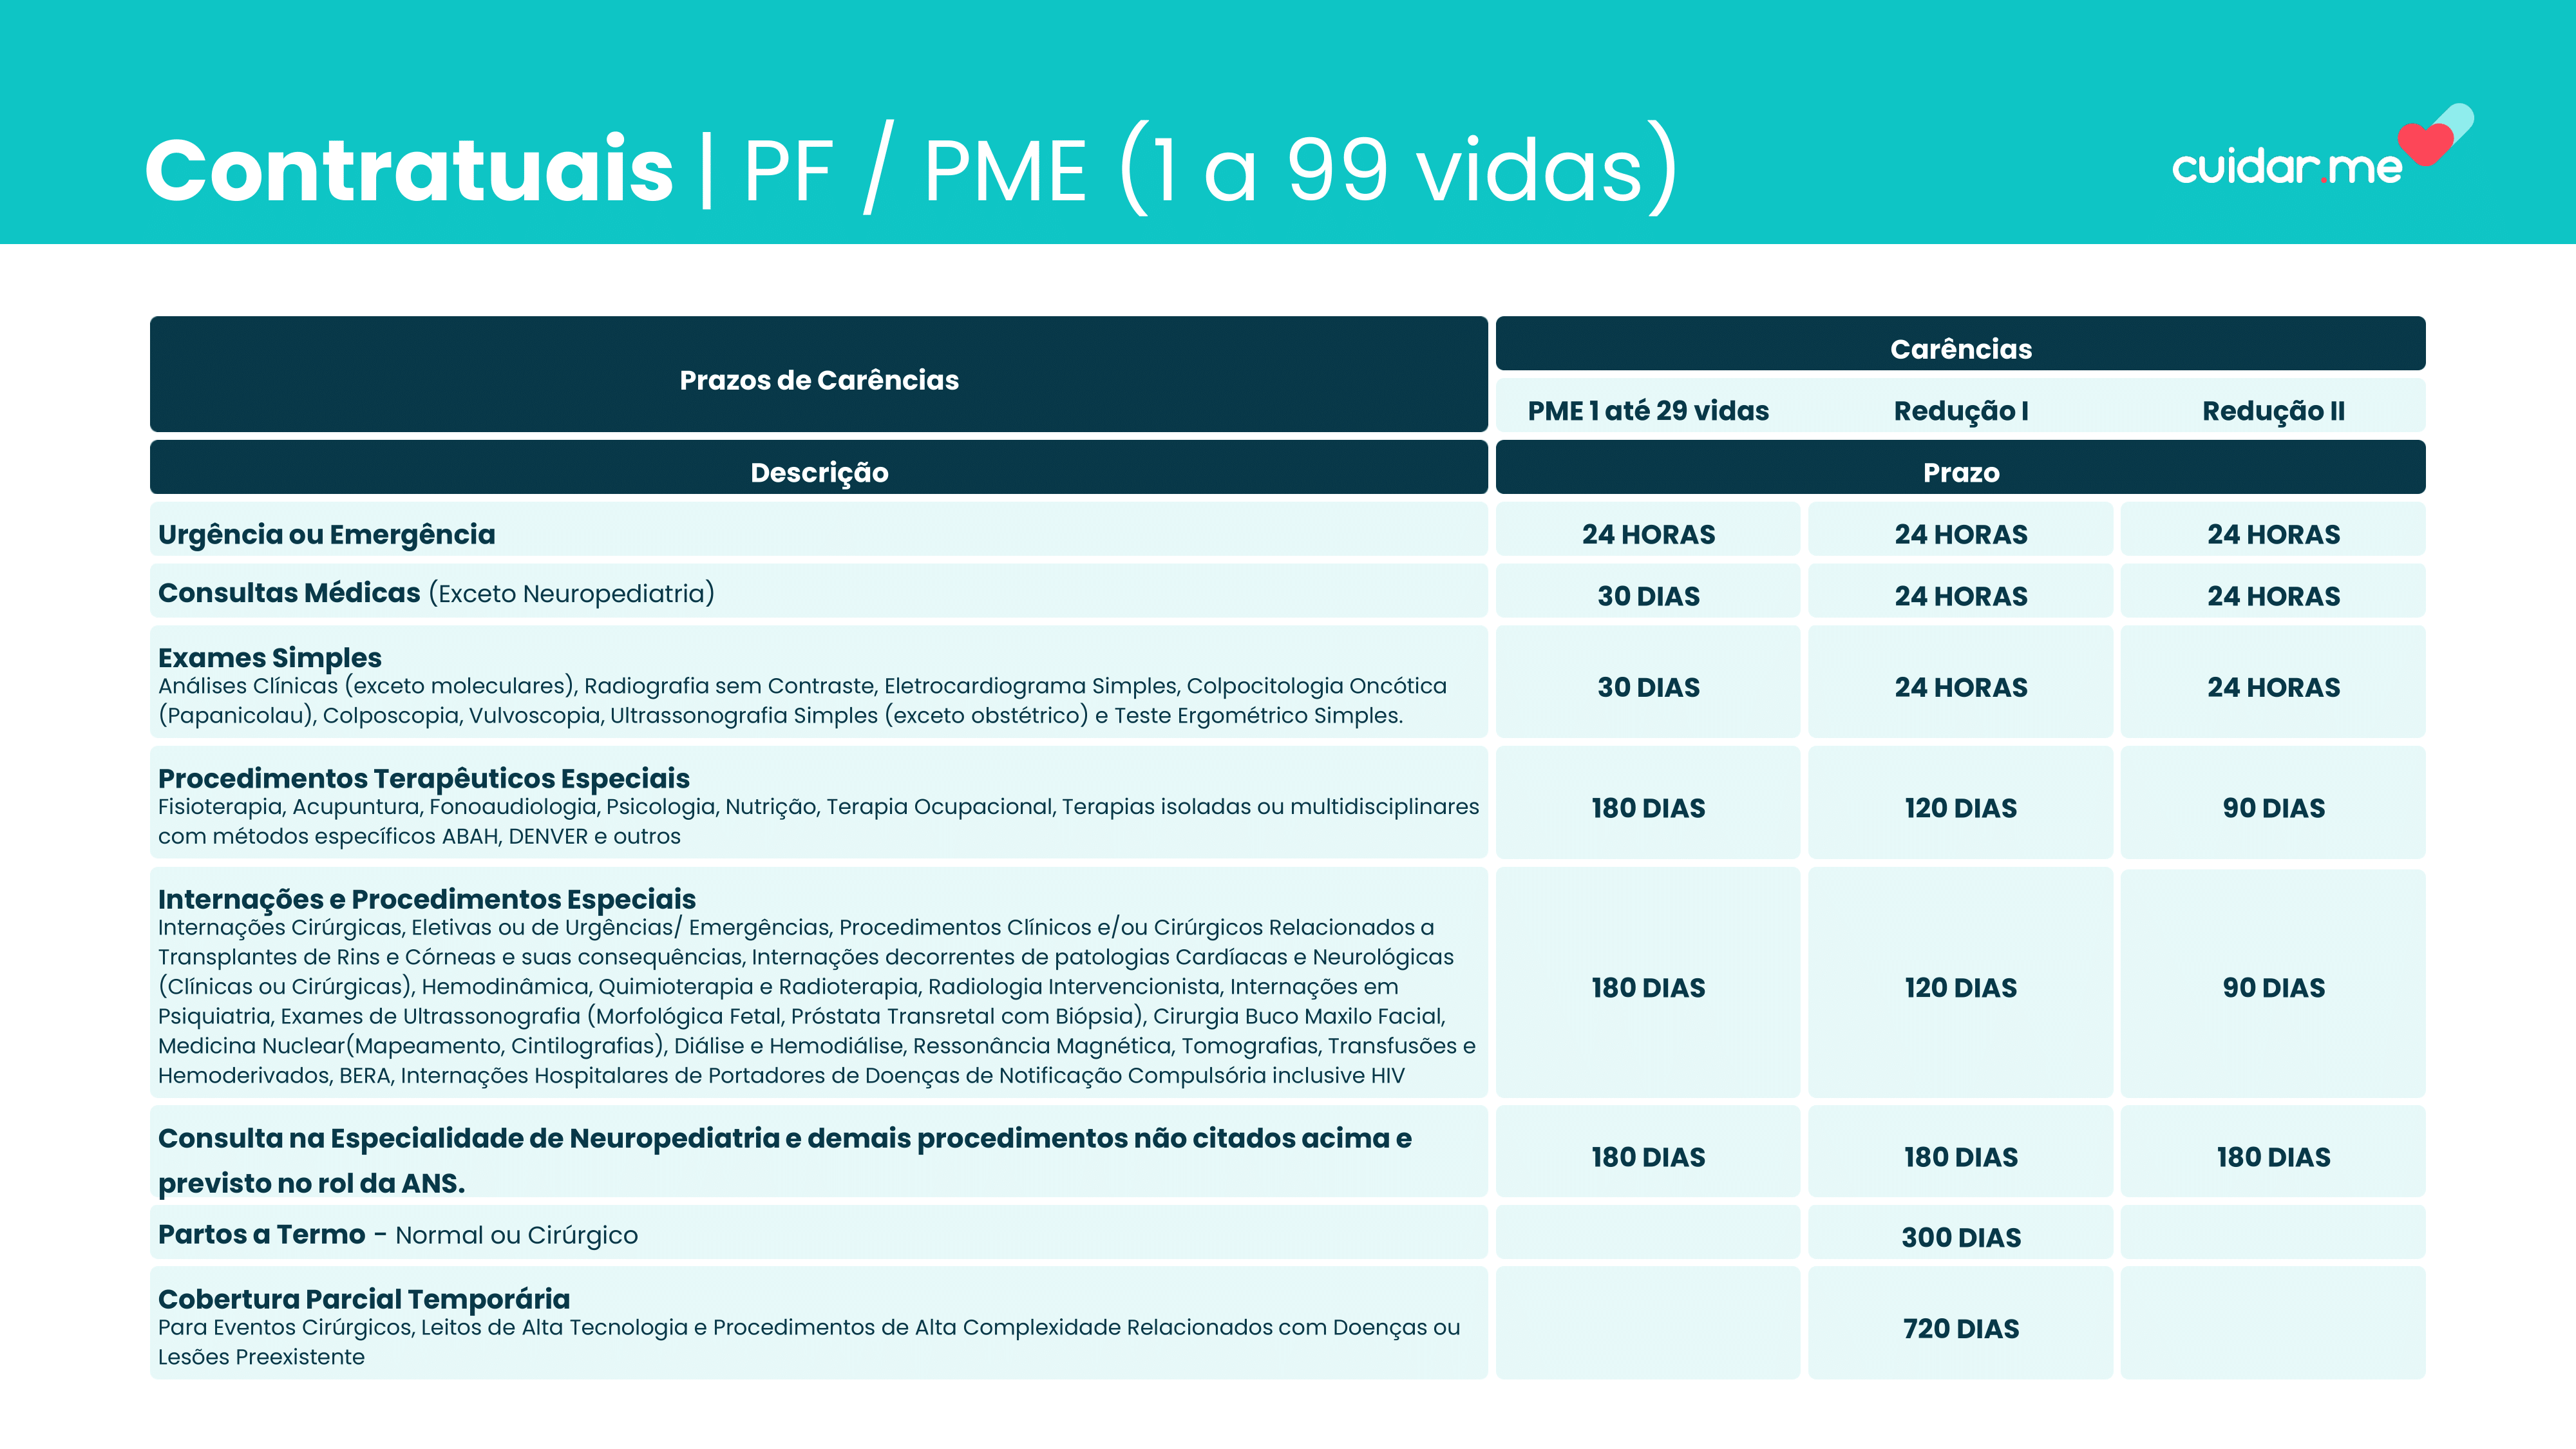 Contratuais | PF / PME (1 a 99 vidas)
cuidar.me
Prazos de Carências
Carências
PME 1 até 29 vidas
Redução I
Redução II
Descrição
Prazo
Urgência ou Emergência
24 HORAS
24 HORAS
24 HORAS
Consultas Médicas (Exceto Neuropediatria)
30 DIAS
24 HORAS
24 HORAS
Exames Simples
Análises Clínicas (exceto moleculares), Radiografia sem Contraste, Eletrocardiograma Simples, Colpocitologia Oncótica
(Papanicolau), Colposcopia, Vulvoscopia, Ultrassonografia Simples (exceto obstétrico) e Teste Ergométrico Simples.
30 DIAS
24 HORAS
24 HORAS
Procedimentos Terapêuticos Especiais
Fisioterapia, Acupuntura, Fonoaudiologia, Psicologia, Nutrição, Terapia Ocupacional, Terapias isoladas ou multidisciplinares
com métodos específicos ABAH, DENVER e outros
180 DIAS
120 DIAS
90 DIAS
Internações e Procedimentos Especiais
Internações Cirúrgicas, Eletivas ou de Urgências/ Emergências, Procedimentos Clínicos e/ou Cirúrgicos Relacionados a
Transplantes de Rins e Córneas e suas consequências, Internações decorrentes de patologias Cardíacas e Neurológicas
(Clínicas ou Cirúrgicas), Hemodinâmica, Quimioterapia e Radioterapia, Radiologia Intervencionista, Internações em
Psiquiatria, Exames de Ultrassonografia (Morfológica Fetal, Próstata Transretal com Biópsia), Cirurgia Buco Maxilo Facial,
Medicina Nuclear(Mapeamento, Cintilografias), Diálise e Hemodiálise, Ressonância Magnética, Tomografias, Transfusões e
Hemoderivados, BERA, Internações Hospitalares de Portadores de Doenças de Notificação Compulsória inclusive HIV
180 DIAS
120 DIAS
90 DIAS
Consulta na Especialidade de Neuropediatria e demais procedimentos não citados acima e
previsto no rol da ANS.
180 DIAS
180 DIAS
180 DIAS
Partos a Termo - Normal ou Cirúrgico
300 DIAS
Cobertura Parcial Temporária
Para Eventos Cirúrgicos, Leitos de Alta Tecnologia e Procedimentos de Alta Complexidade Relacionados com Doenças ou
Lesões Preexistente
720 DIAS